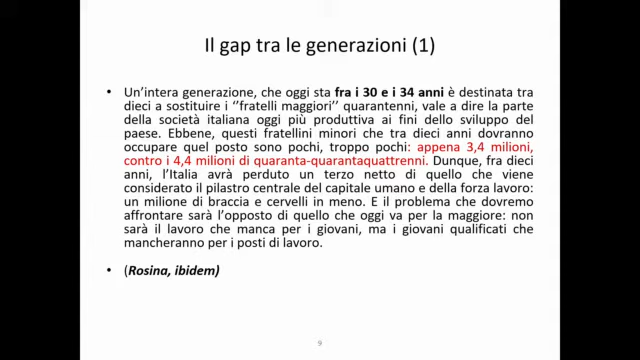 Il gap tra le generazioni (1)
• Un'intera generazione, che oggi sta fra i 30 e i 34 anni è destinata tra
dieci a sostituire i ‘‘fratelli maggiori’ quarantenni, vale a dire la parte
della società italiana oggi più produttiva ai fini dello sviluppo del
paese. Ebbene, questi fratellini minori che tra dieci anni dovranno
occupare quel posto sono pochi, troppo pochi: appena 3,4 milioni,
contro i 4,4 milioni di quaranta-quarantaquattrenni. Dunque, fra dieci
anni, l'Italia avrà perduto un terzo netto di quello che viene
considerato il pilastro centrale del capitale umano e della forza lavoro:
un milione di braccia e cervelli in meno. E il problema che dovremo
affrontare sarà l'opposto di quello che oggi va per la maggiore: non
sarà il lavoro che manca per i giovani, ma i giovani qualificati che
mancheranno per i posti di lavoro.
• (Rosina, ibidem)
9